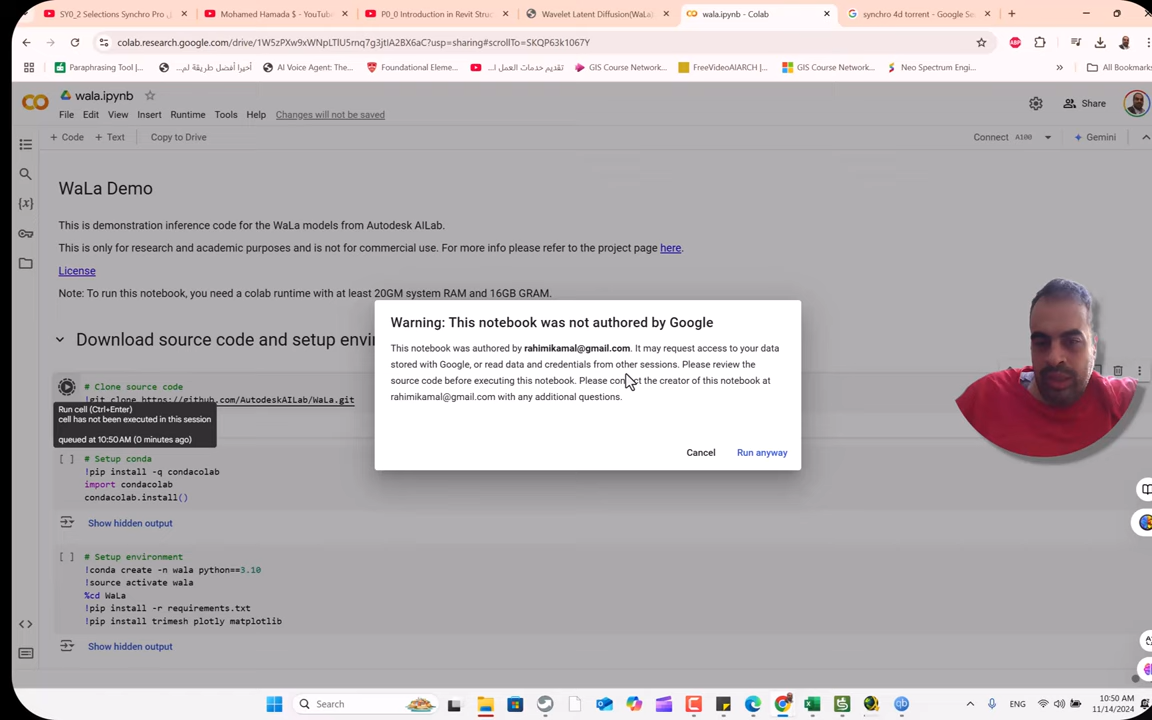 SY0_2 Selections Synchro Pro
Mohamed Hamada $ - YouTube
P0_0 Introduction in Revit Struc
Wavelet Latent Diffusion(WaLa)
wala.ipynb - Colab
synchro 4d torrent - Google Se
colab.research.google.com/drive/1W5zPXw9xWNpLTIU5rnq7g3jtIA2BX6aC?usp=sharing#scrollTo=SKQP63k1067Y
Paraphrasing Tool |...
أخيرا أفضل طريقة لم...
AI Voice Agent: The...
Foundational Eleme...
تقديم خدمات العمل ا...
GIS Course Network...
FreeVideoAIARCH |...
GIS Course Network...
Neo Spectrum Engi...
»
All Bookmarks
wala.ipynb
File Edit View Insert Runtime Tools Help Changes will not be saved
Share
+ Code + Text Copy to Drive
Connect A100
Gemini
WaLa Demo
This is demonstration inference code for the WaLa models from Autodesk AILab.
This is only for research and academic purposes and is not for commercial use. For more info please refer to the project page here.
License
Note: To run this notebook, you need a colab runtime with at least 20GM system RAM and 16GB GRAM.
Download source code and setup envi
# Clone source code
!git clone https://github.com/AutodeskAILab/WaLa.git
Run cell (Ctrl+Enter)
cell has not been executed in this session
queued at 10:50 AM (0 minutes ago)
[ ] # Setup conda
!pip install -q condacolab
import condacolab
condacolab.install()
Show hidden output
[ ] # Setup environment
!conda create -n wala python==3.10
!source activate wala
%cd WaLa
!pip install -r requirements.txt
!pip install trimesh plotly matplotlib
Show hidden output
Warning: This notebook was not authored by Google
This notebook was authored by rahimikamal@gmail.com. It may request access to your data
stored with Google, or read data and credentials from other sessions. Please review the
source code before executing this notebook. Please contact the creator of this notebook at
rahimikamal@gmail.com with any additional questions.
Cancel Run anyway
Search
ENG
10:50 AM
11/14/2024